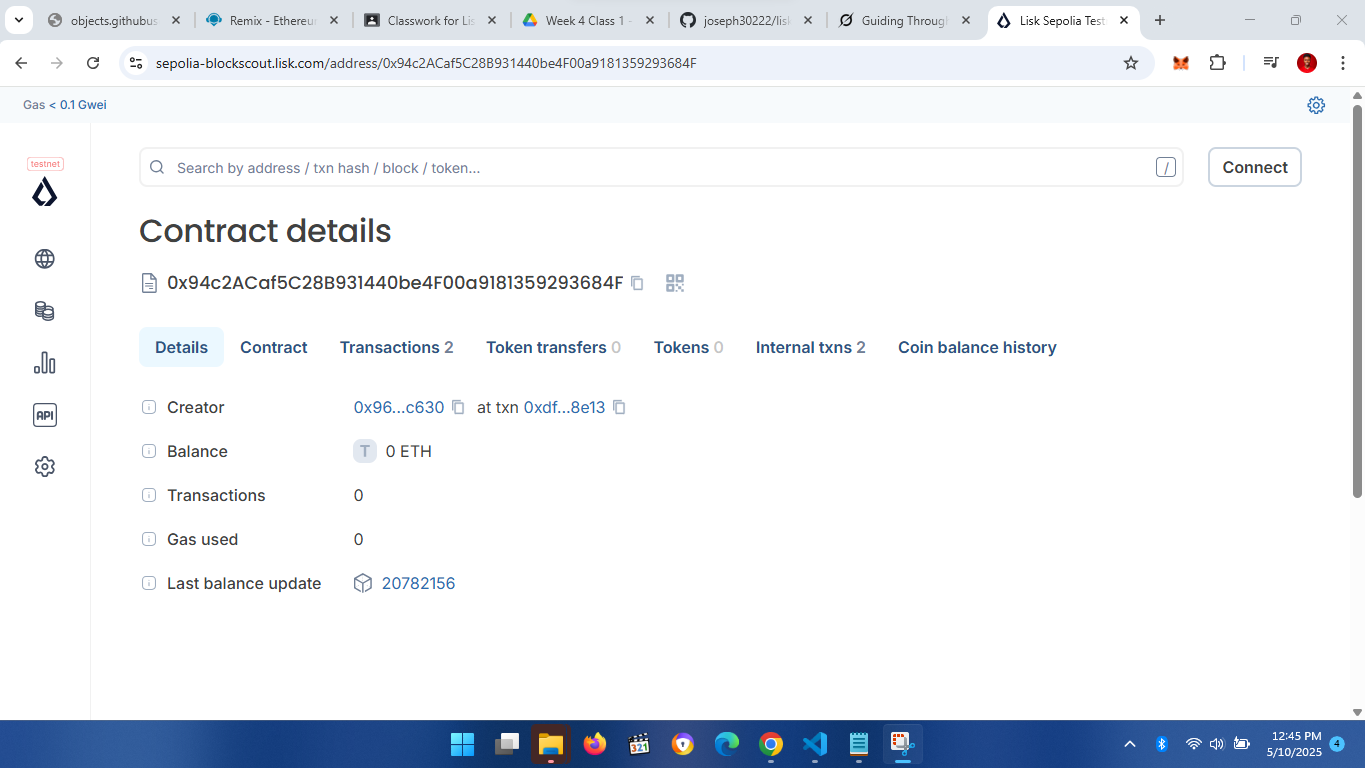 objects.githubus
Remix - Ethereu
Classwork for Lis
Week 4 Class 1 -
joseph30222/lisk
Guiding Through
Lisk Sepolia Test
sepolia-blockscout.lisk.com/address/0x94c2ACaf5C28B931440be4F00a9181359293684F
Gas < 0.1 Gwei
testnet
Search by address / txn hash / block / token... /
Connect
Contract details
0x94c2ACaf5C28B931440be4F00a9181359293684F
Details Contract Transactions 2 Token transfers 0 Tokens 0 Internal txns 2 Coin balance history
Creator 0x96...c630 at txn 0xdf...8e13
Balance T 0 ETH
Transactions 0
Gas used 0
Last balance update 20782156
API
321
12:45 PM
5/10/2025
4